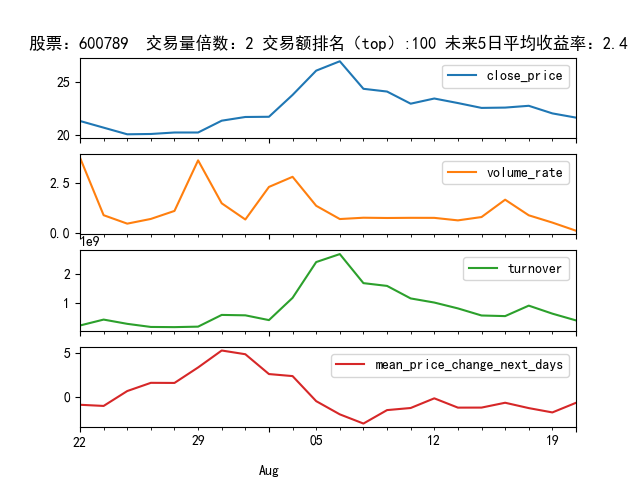 股票：600789  交易量倍数：2 交易额排名（top）:100 未来5日平均收益率：2.4
25
20
close_price
2.5
0.0
volume_rate
1e9
2
1
turnover
5
0
mean_price_change_next_days
22 29 05 12 19
Aug